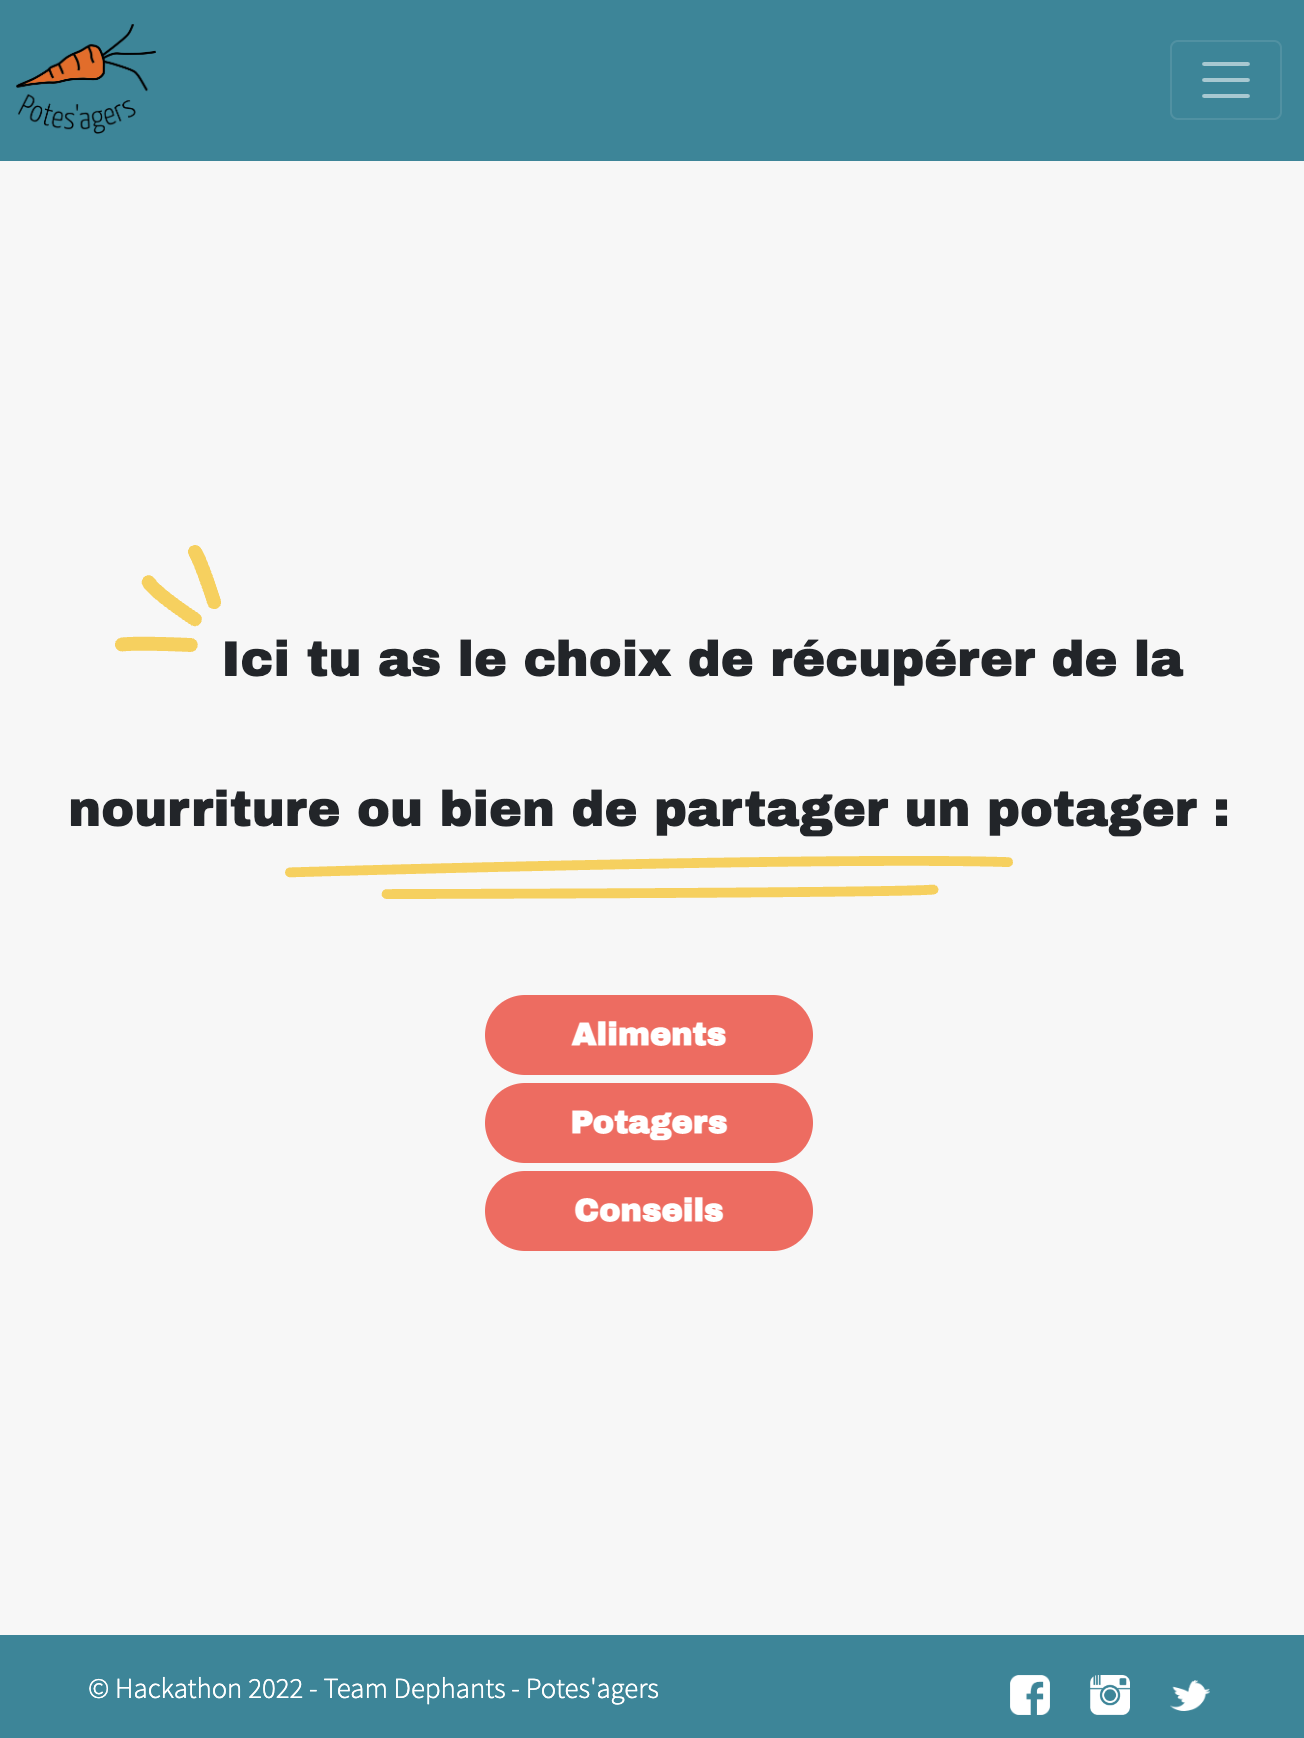 Potes'agers
Ici tu as le choix de récupérer de la
nourriture ou bien de partager un potager :
Aliments
Potagers
Conseils
© Hackathon 2022 - Team Dephants - Potes'agers